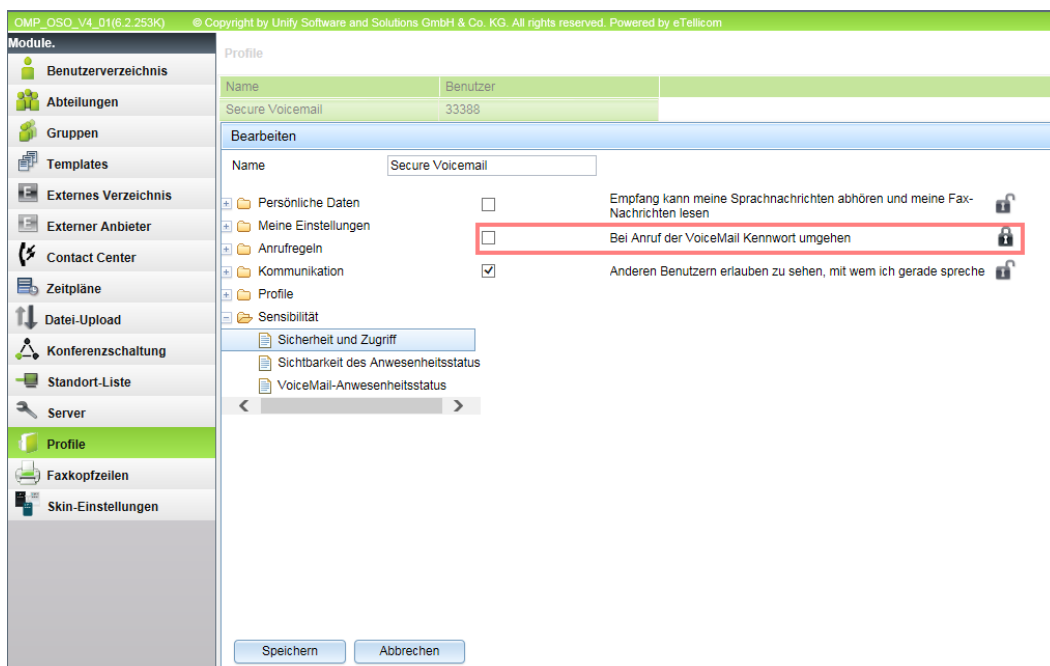 OMP_OSO_V4_01(6.2.253K) © Copyright by Unify Software and Solutions GmbH & Co. KG. All rights reserved. Powered by eTellicom
Module.
Benutzerverzeichnis
Abteilungen
Gruppen
Templates
Externes Verzeichnis
Externer Anbieter
Contact Center
Zeitpläne
Datei-Upload
Konferenzschaltung
Standort-Liste
Server
Profile
Faxkopfzeilen
Skin-Einstellungen
Profile
Name Benutzer
Secure Voicemail 33388
Bearbeiten
Name Secure Voicemail
Persönliche Daten
Meine Einstellungen
Anrufregeln
Kommunikation
Profile
Sensibilität
Sicherheit und Zugriff
Sichtbarkeit des Anwesenheitsstatus
VoiceMail-Anwesenheitsstatus
Empfang kann meine Sprachnachrichten abhören und meine Fax-
Nachrichten lesen
Bei Anruf der VoiceMail Kennwort umgehen
Anderen Benutzern erlauben zu sehen, mit wem ich gerade spreche
Speichern Abbrechen